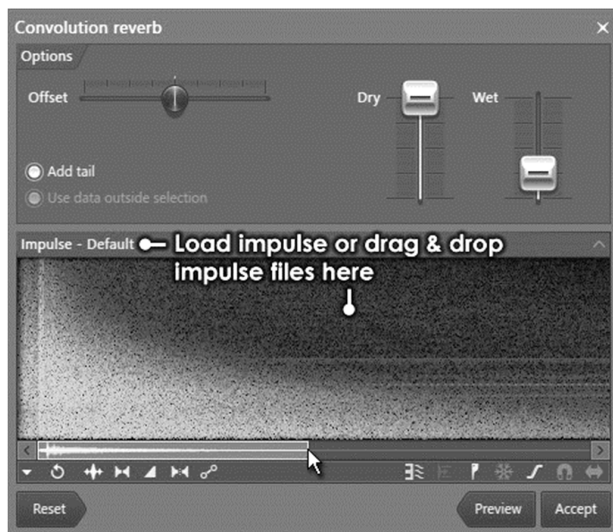 Convolution reverb
Options
Offset
Dry
Wet
Add tail
Use data outside selection
Impulse - Default
Load impulse or drag & drop
impulse files here
Reset
Preview
Accept